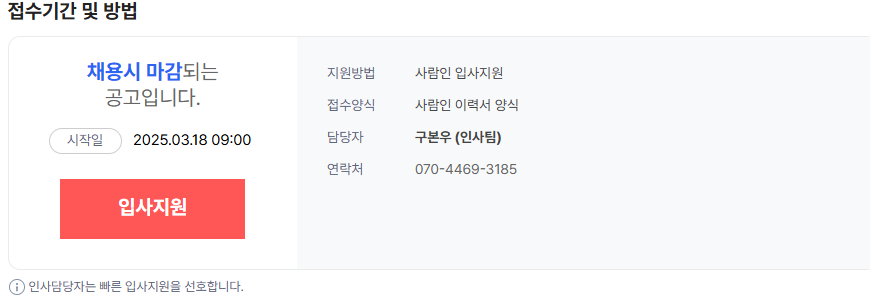 접수기간 및 방법
채용시 마감되는
공고입니다.
시작일 2025.03.18 09:00
입사지원
지원방법 사람인 입사지원
접수양식 사람인 이력서 양식
담당자 구본우 (인사팀)
연락처 070-4469-3185
인사담당자는 빠른 입사지원을 선호합니다.